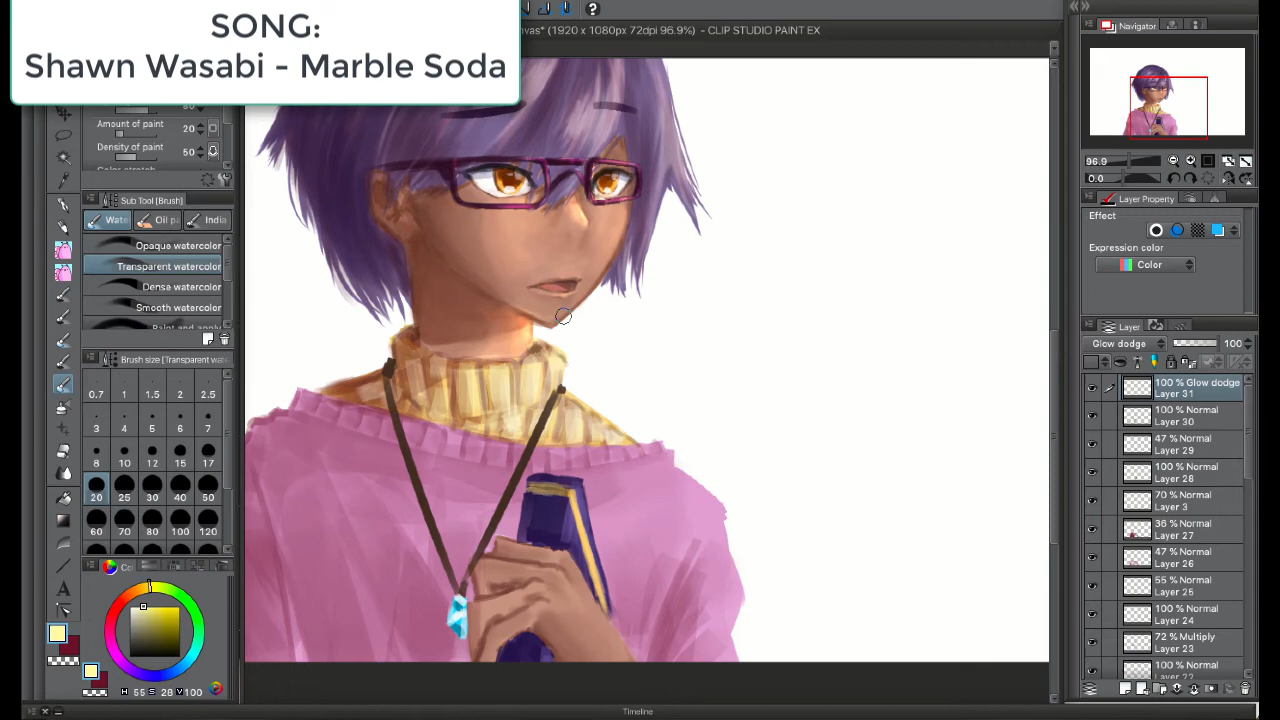 SONG:
Shawn Wasabi - Marble Soda
vas* (1920 x 1080px 72dpi 96.9%) - CLIP STUDIO PAINT EX
Navigator
Amount of paint 20
Density of paint 50
96.9
0.0
Sub Tool [Brush]
Wate Oil p India
Opaque watercolor
Transparent watercolor
Dense watercolor
Smooth watercolor
Brush size [Transparent wate
0.7 1 1.5 2 2.5
3 4 5 6 7
8 10 12 15 17
20 25 30 40 50
60 70 80 100 120
H 55 S 28 V 100
Layer Property
Effect
Expression color
Color
Layer
Glow dodge 100
100 % Glow dodge
Layer 31
100 % Normal
Layer 30
47 % Normal
Layer 29
100 % Normal
Layer 28
70 % Normal
Layer 3
36 % Normal
Layer 27
47 % Normal
Layer 26
55 % Normal
Layer 25
100 % Normal
Layer 24
72 % Multiply
Layer 23
100 % Normal
Timeline